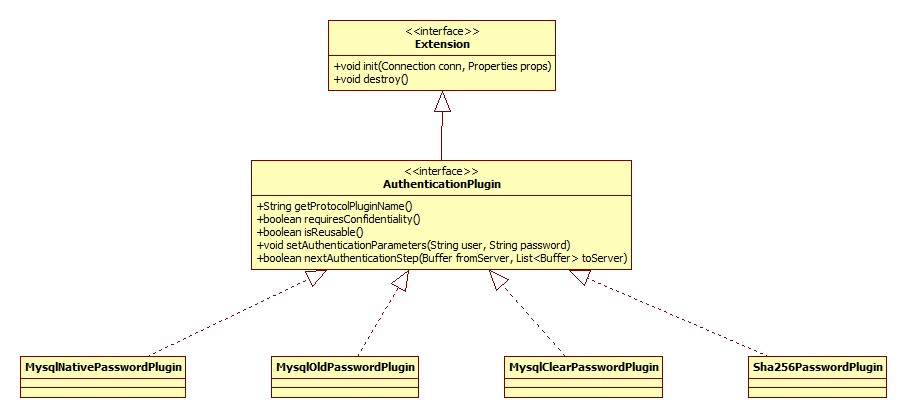 <<interface>>
Extension
+void init(Connection conn, Properties props)
+void destroy()
<<interface>>
AuthenticationPlugin
+String getProtocolPluginName()
+boolean requiresConfidentiality()
+boolean isReusable()
+void setAuthenticationParameters(String user, String password)
+boolean nextAuthenticationStep(Buffer fromServer, List<Buffer> toServer)
MysqlNativePasswordPlugin
MysqlOldPasswordPlugin
MysqlClearPasswordPlugin
Sha256PasswordPlugin